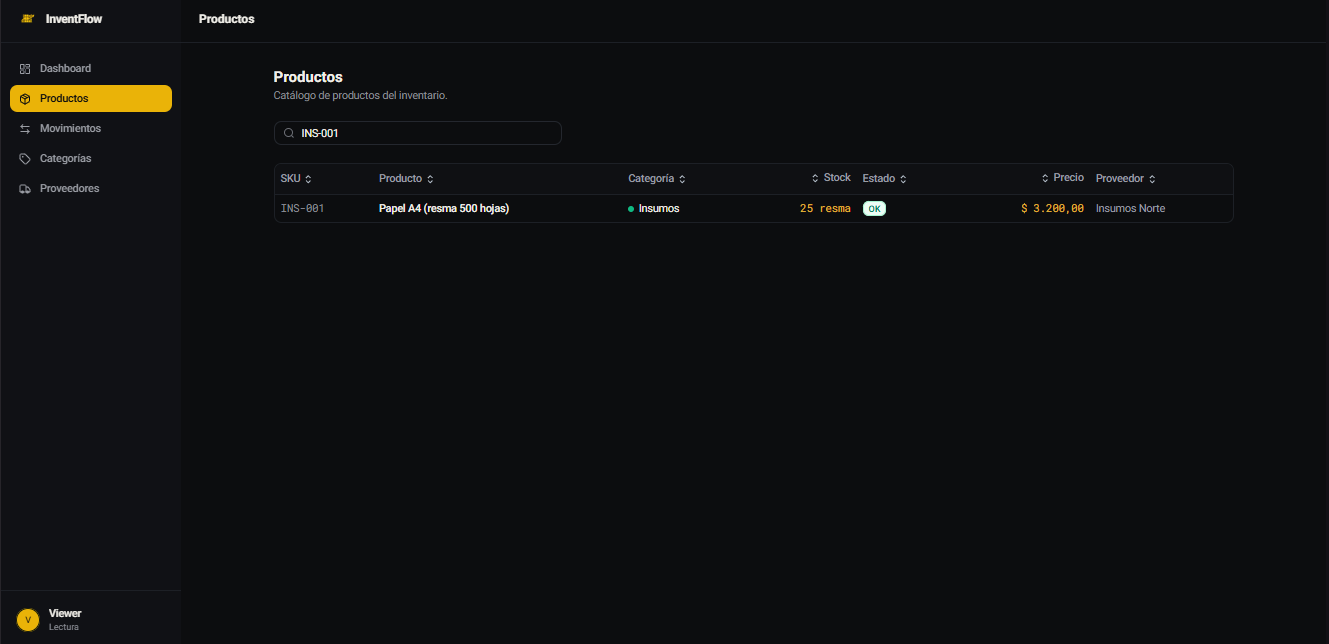 InventFlow
Productos
Dashboard
Productos
Movimientos
Categorías
Proveedores
Productos
Catálogo de productos del inventario.
INS-001
SKU Producto Categoría Stock Estado Precio Proveedor
INS-001 Papel A4 (resma 500 hojas) Insumos 25 resma OK $ 3.200,00 Insumos Norte
V
Viewer
Lectura